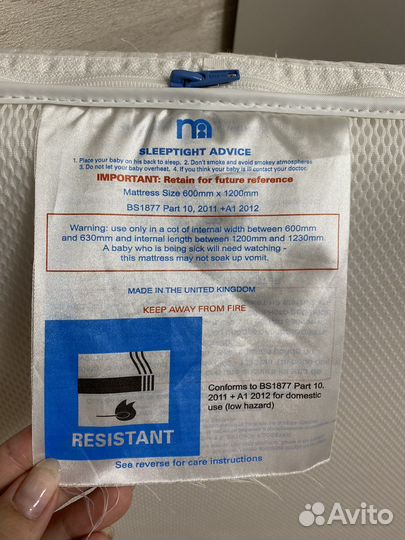 m
SLEEPTIGHT ADVICE
1. Place your baby on his back to sleep. 2. Don't smoke and avoid smokey atmospheres
3. Do not let your baby overheat. 4. If you think your baby is ill contact your doctor.
IMPORTANT: Retain for future reference
Mattress Size 600mm x 1200mm
BS1877 Part 10, 2011 +A1 2012
Warning: use only in a cot of internal width between 600mm
and 630mm and internal length between 1200mm and 1230mm.
A baby who is being sick will need watching -
this mattress may not soak up vomit.
MADE IN THE UNITED KINGDOM
KEEP AWAY FROM FIRE
Conforms to BS1877 Part 10,
2011 + A1 2012 for domestic
use (low hazard)
RESISTANT
See reverse for care instructions
Avito